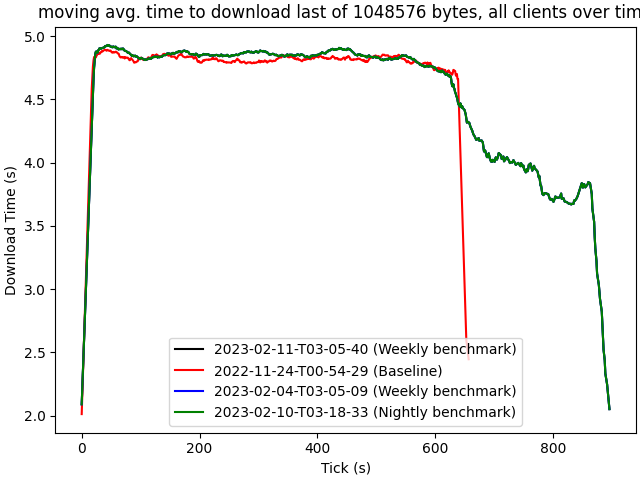 moving avg. time to download last of 1048576 bytes, all clients over tim
5.0
4.5
4.0
3.5
3.0
2.5
2.0
Download Time (s)
2023-02-11-T03-05-40 (Weekly benchmark)
2022-11-24-T00-54-29 (Baseline)
2023-02-04-T03-05-09 (Weekly benchmark)
2023-02-10-T03-18-33 (Nightly benchmark)
0 200 400 600 800
Tick (s)